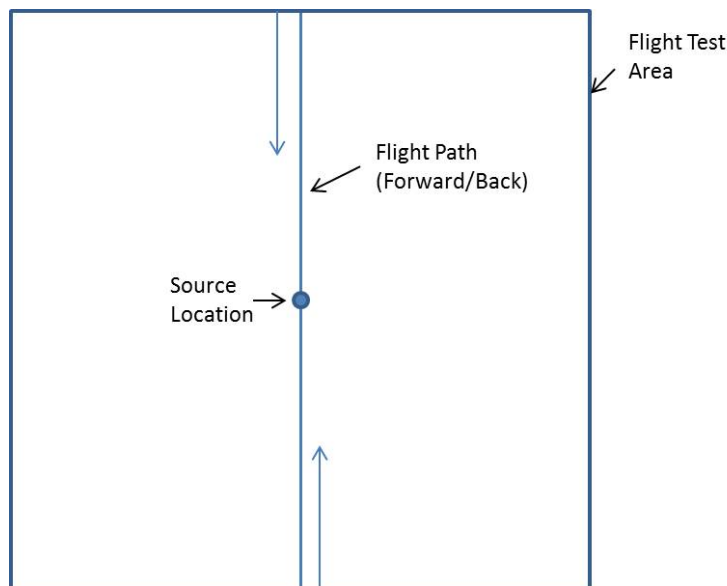 Flight Test
Area
Flight Path
(Forward/Back)
Source
Location